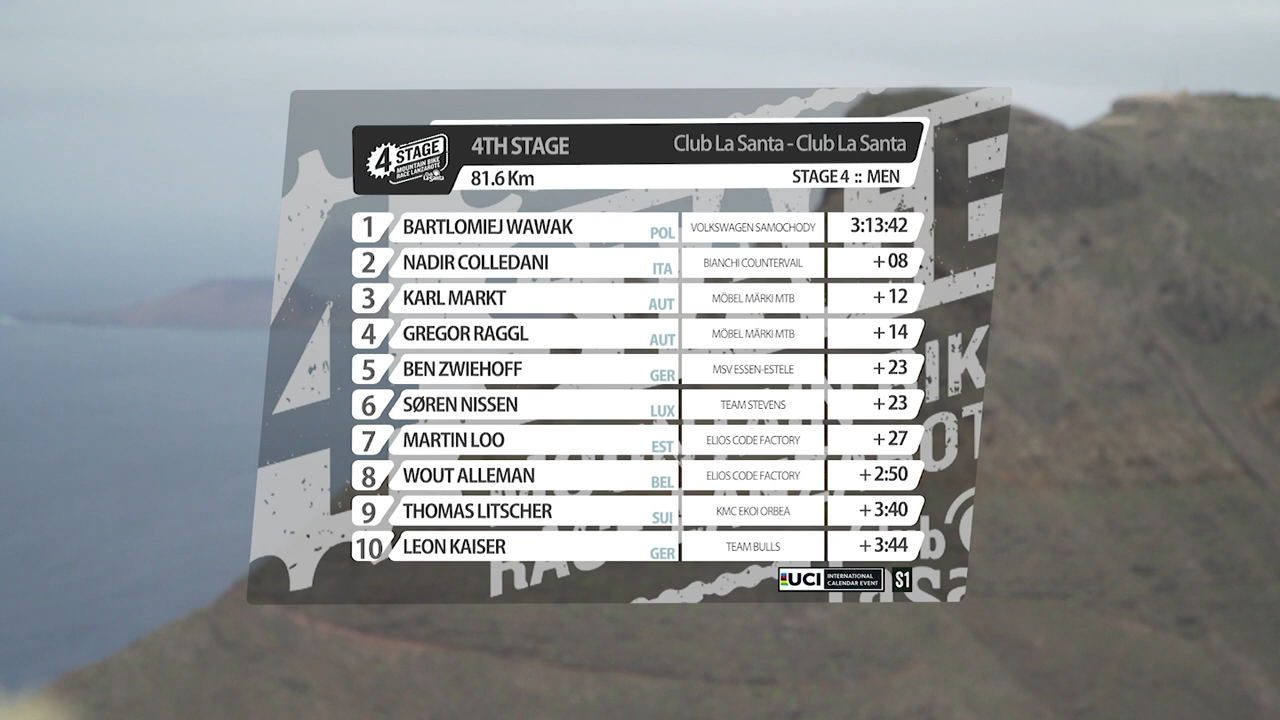 4 STAGE
MOUNTAIN BIKE
RACE LANZAROTE
Club La Santa
4TH STAGE
Club La Santa - Club La Santa
81.6 Km
STAGE 4 :: MEN
1 BARTLOMIEJ WAWAK POL VOLKSWAGEN SAMOCHODY 3:13:42
2 NADIR COLLEDANI ITA BIANCHI COUNTERVAIL + 08
3 KARL MARKT AUT MÖBEL MÄRKI MTB + 12
4 GREGOR RAGGL AUT MÖBEL MÄRKI MTB + 14
5 BEN ZWIEHOFF GER MSV ESSEN-ESTELE + 23
6 SØREN NISSEN LUX TEAM STEVENS + 23
7 MARTIN LOO EST ELIOS CODE FACTORY + 27
8 WOUT ALLEMAN BEL ELIOS CODE FACTORY + 2:50
9 THOMAS LITSCHER SUI KMC EKOI ORBEA + 3:40
10 LEON KAISER GER TEAM BULLS + 3:44
UCI INTERNATIONAL
CALENDAR EVENT S1